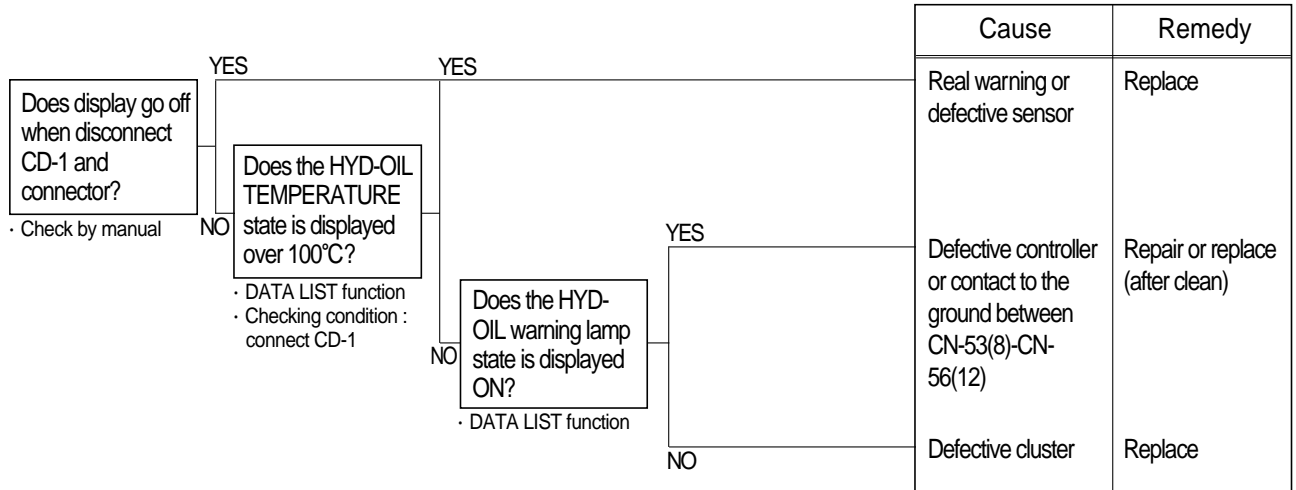 Cause
Remedy
YES
YES
Does display go off
when disconnect
CD-1 and
connector?
· Check by manual
NO
Does the HYD-OIL
TEMPERATURE
state is displayed
over 100℃?
· DATA LIST function
· Checking condition :
connect CD-1
NO
Does the HYD-
OIL warning lamp
state is displayed
ON?
· DATA LIST function
YES
NO
Real warning or
defective sensor
Replace
Defective controller
or contact to the
ground between
CN-53(8)-CN-
56(12)
Repair or replace
(after clean)
Defective cluster
Replace